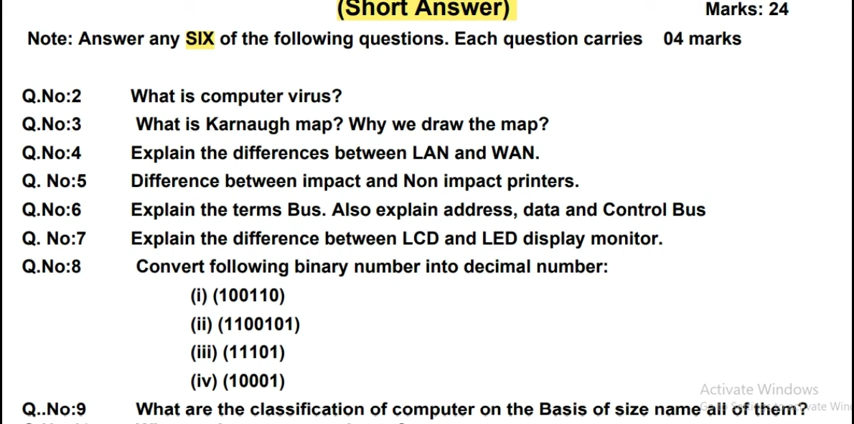 (Short Answer)
Marks: 24
Note: Answer any SIX of the following questions. Each question carries 04 marks
Q.No:2 What is computer virus?
Q.No:3 What is Karnaugh map? Why we draw the map?
Q.No:4 Explain the differences between LAN and WAN.
Q. No:5 Difference between impact and Non impact printers.
Q.No:6 Explain the terms Bus. Also explain address, data and Control Bus
Q. No:7 Explain the difference between LCD and LED display monitor.
Q.No:8 Convert following binary number into decimal number:
(i) (100110)
(ii) (1100101)
(iii) (11101)
(iv) (10001)
Activate Windows
Q..No:9 What are the classification of computer on the Basis of size name all of them?